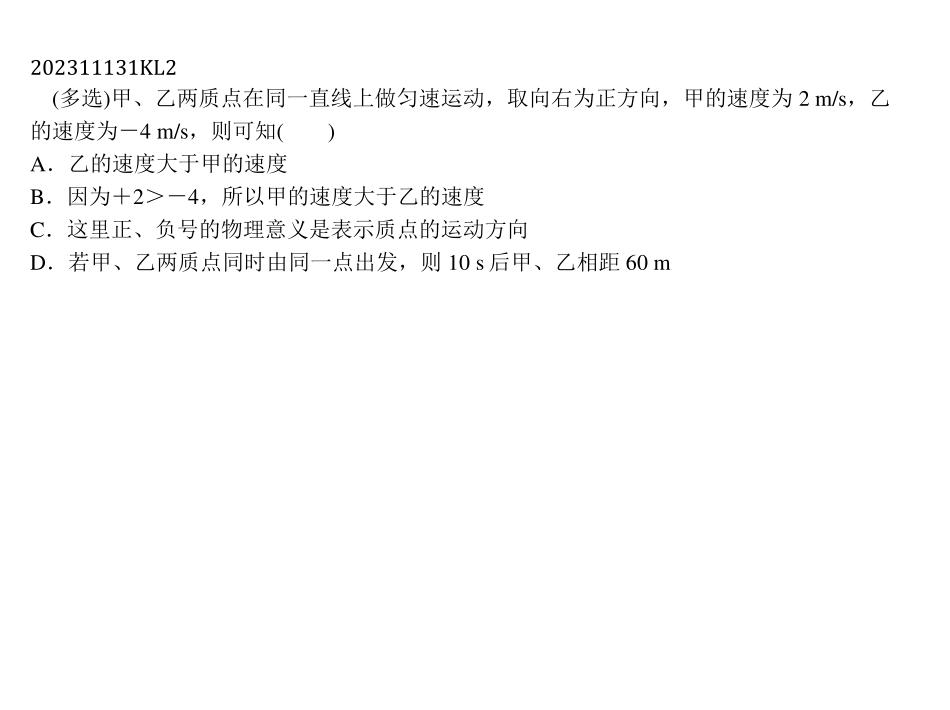 202311131KL2
(多选)甲、乙两质点在同一直线上做匀速运动，取向右为正方向，甲的速度为 2 m/s，乙
的速度为－4 m/s，则可知(　　)
A．乙的速度大于甲的速度
B．因为＋2＞－4，所以甲的速度大于乙的速度
C．这里正、负号的物理意义是表示质点的运动方向
D．若甲、乙两质点同时由同一点出发，则 10 s 后甲、乙相距 60 m